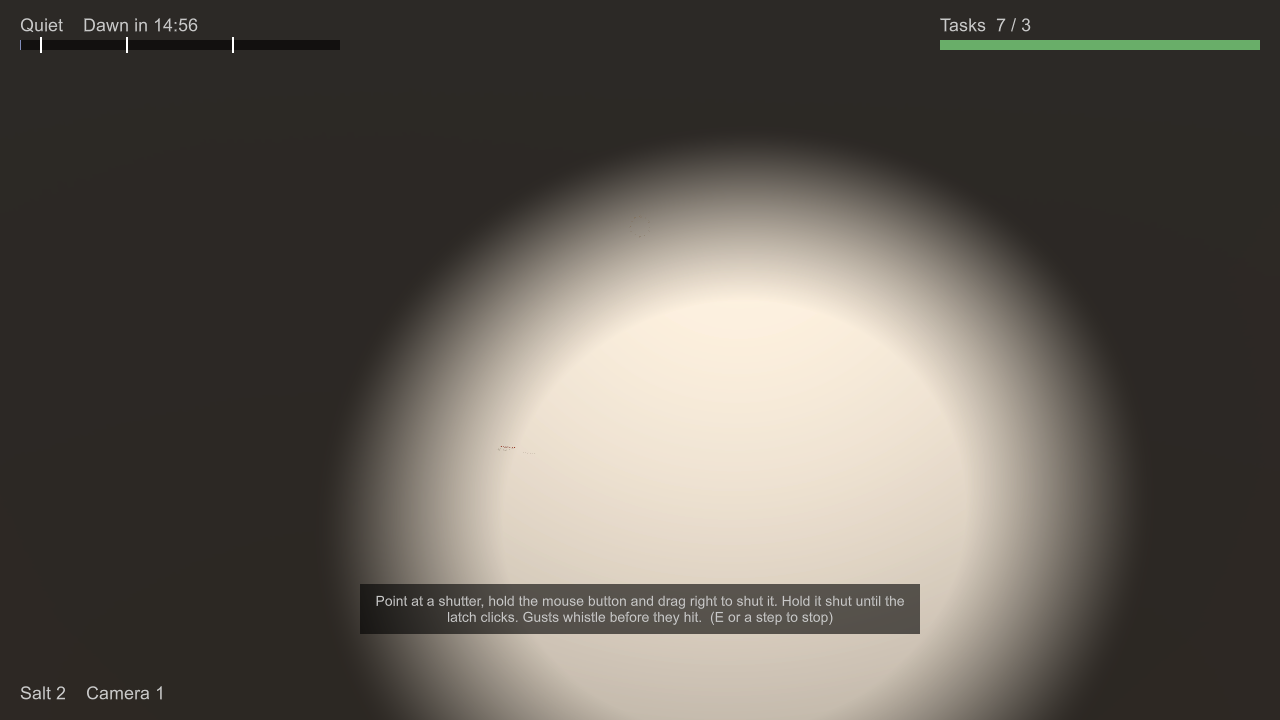 Quiet Dawn in 14:56
Tasks 7 / 3
Point at a shutter, hold the mouse button and drag right to shut it. Hold it shut until the
latch clicks. Gusts whistle before they hit. (E or a step to stop)
Salt 2 Camera 1